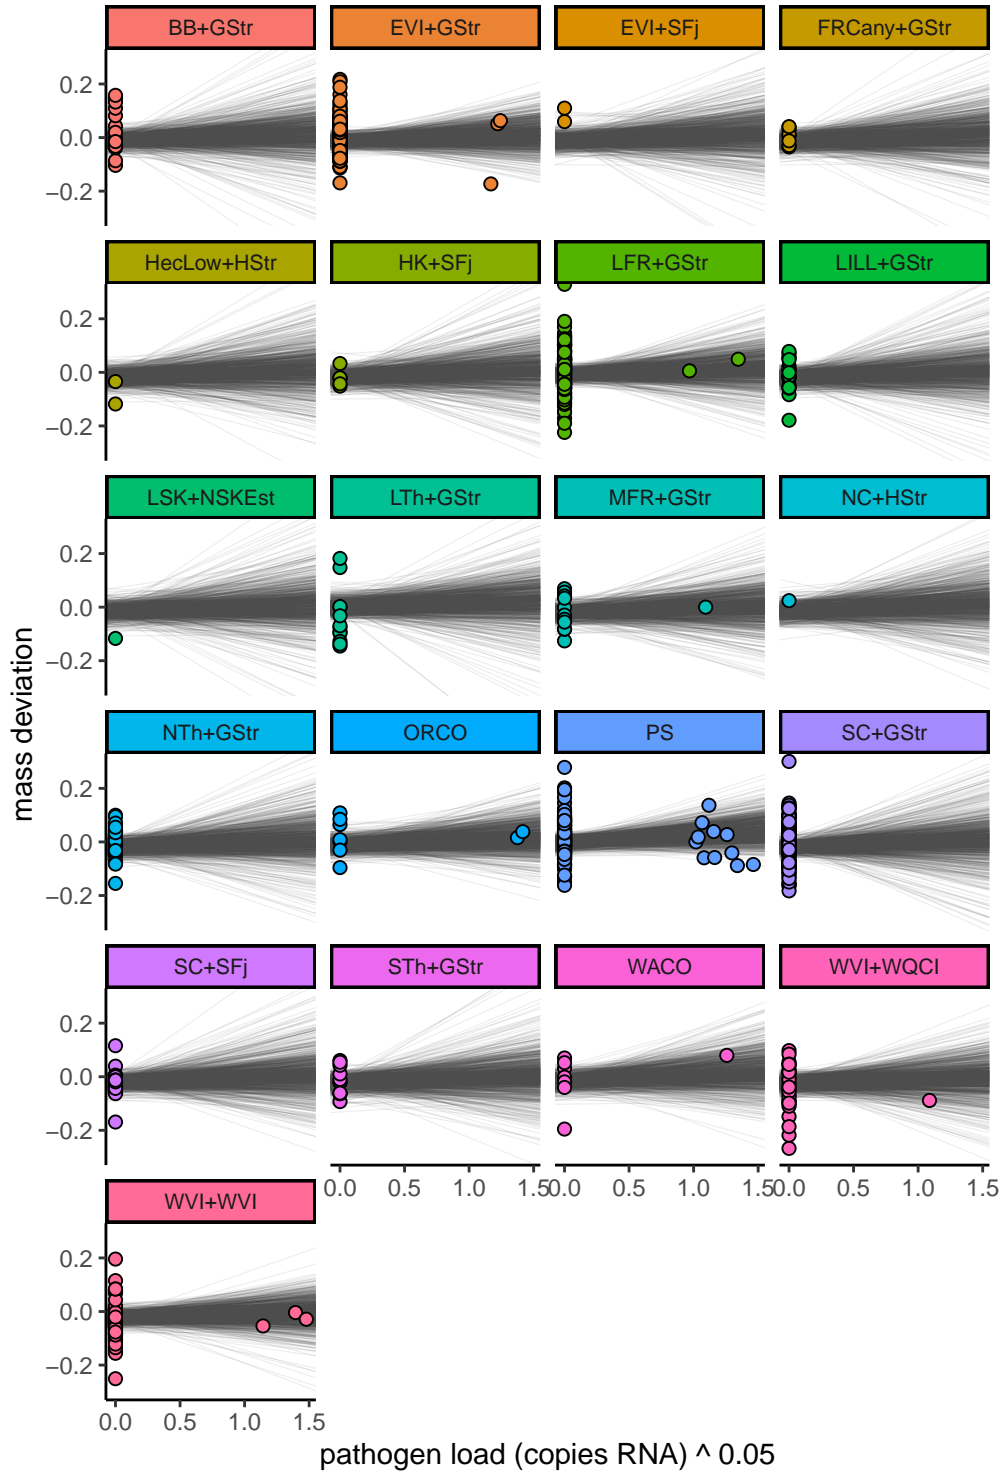 BB+GStr EVI+GStr EVI+SFj FRCany+GStr
0.2
0.0
−0.2
HecLow+HStr HK+SFj LFR+GStr LILL+GStr
0.2
0.0
−0.2
LSK+NSKEst LTh+GStr MFR+GStr NC+HStr
0.2
0.0
−0.2
mass deviation
NTh+GStr ORCO PS SC+GStr
0.2
0.0
−0.2
SC+SFj STh+GStr WACO WVI+WQCI
0.2
0.0
−0.2
0.0 0.5 1.0 1.5 0.0 0.5 1.0 1.5 0.0 0.5 1.0 1.5
WVI+WVI
0.2
0.0
−0.2
0.0 0.5 1.0 1.5
pathogen load (copies RNA) ^ 0.05